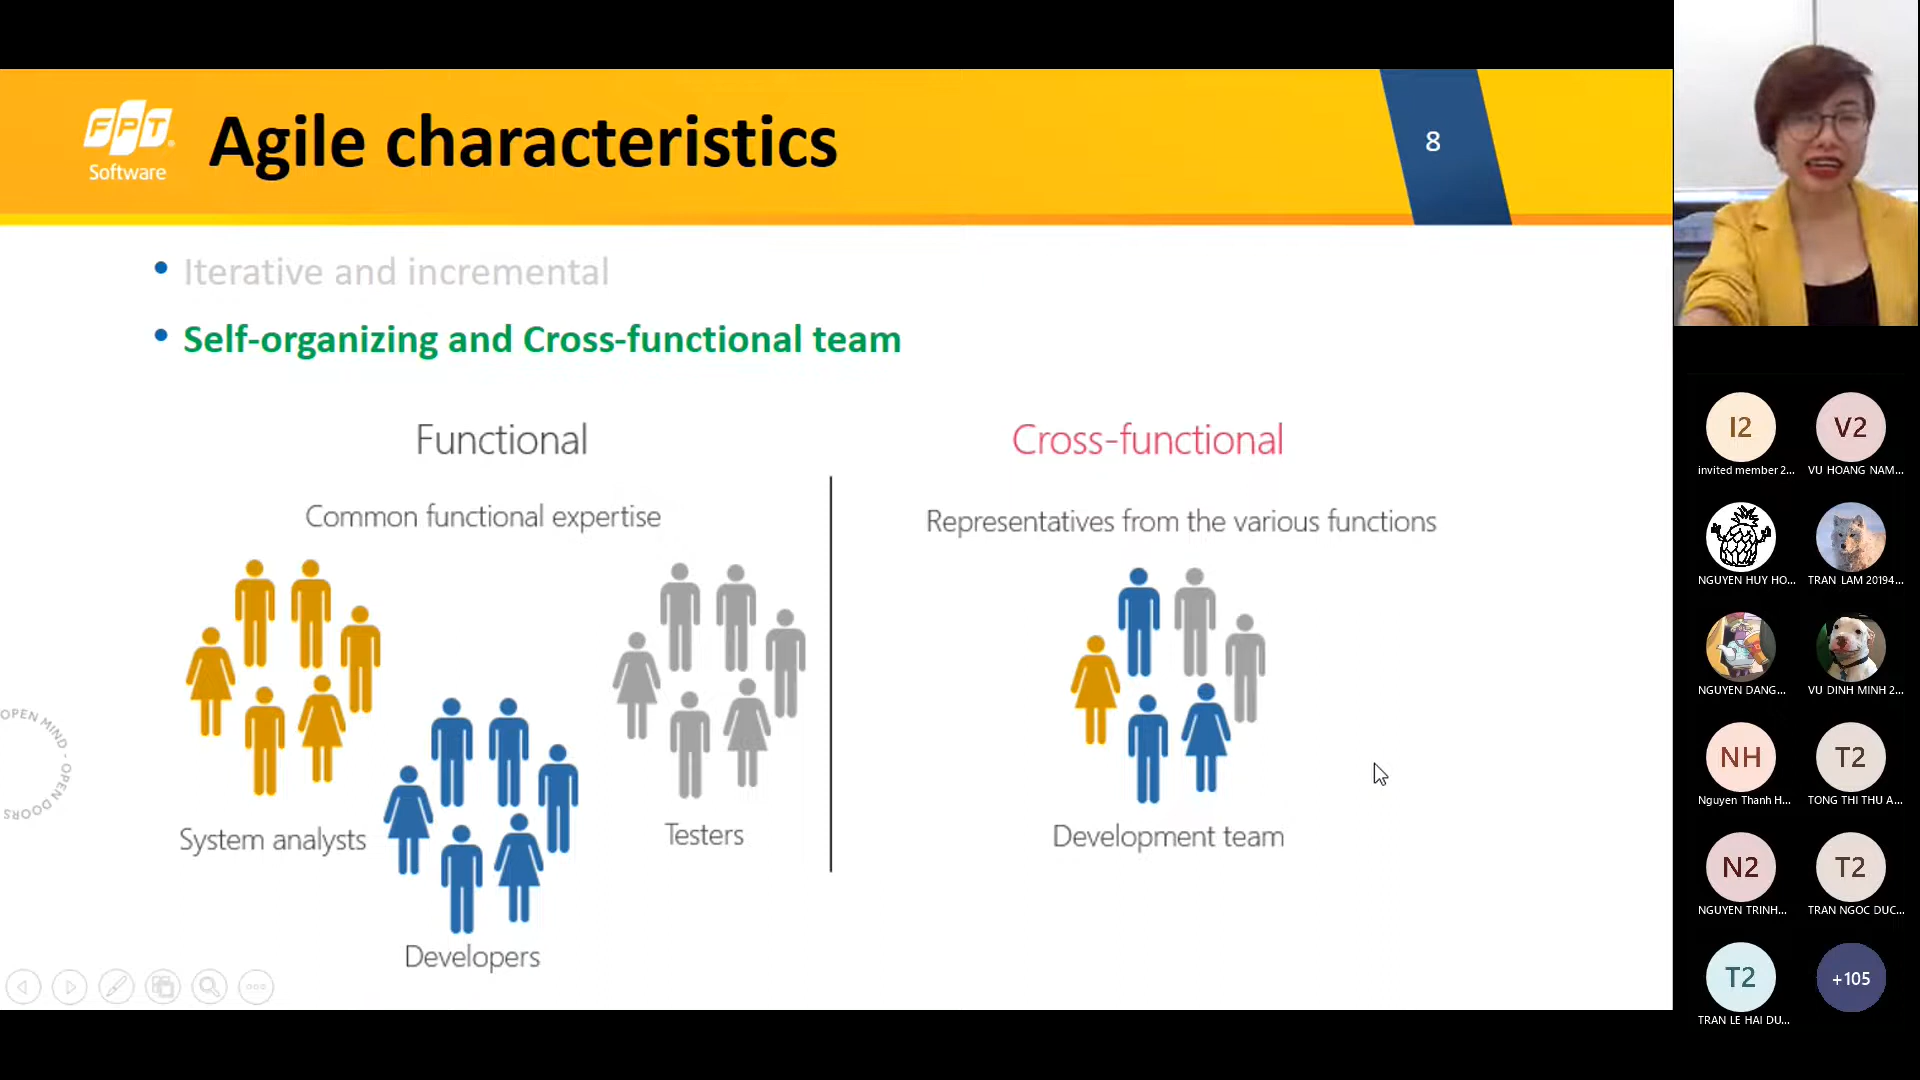 FPT
Software
Agile characteristics
8
Iterative and incremental
Self-organizing and Cross-functional team
Functional
Common functional expertise
System analysts
Developers
Testers
Cross-functional
Representatives from the various functions
Development team
OPEN MIND - OPEN DOORS
I2
invited member 2...
V2
VU HOANG NAM...
NGUYEN HUY HO...
TRAN LAM 20194...
NGUYEN DANG...
VU DINH MINH 2...
NH
Nguyen Thanh H...
T2
TONG THI THU A...
N2
NGUYEN TRINH...
T2
TRAN NGOC DUC...
T2
TRAN LE HAI DU...
+105